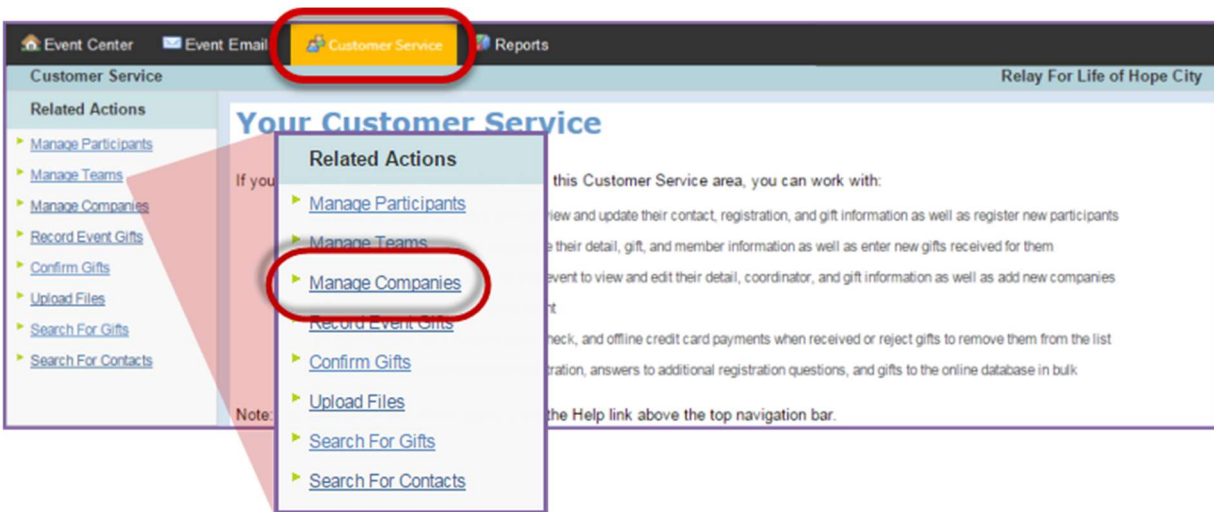 Event Center Event Email Customer Service Reports
Customer Service Relay For Life of Hope City
Related Actions
Manage Participants
Manage Teams
Manage Companies
Record Event Gifts
Confirm Gifts
Upload Files
Search For Gifts
Search For Contacts
Your Customer Service
If you this Customer Service area, you can work with:
view and update their contact, registration, and gift information as well as register new participants
their detail, gift, and member information as well as enter new gifts received for them
event to view and edit their detail, coordinator, and gift information as well as add new companies
check, and offline credit card payments when received or reject gifts to remove them from the list
answers to additional registration questions, and gifts to the online database in bulk
Note: the Help link above the top navigation bar.
Related Actions
Manage Participants
Manage Teams
Manage Companies
Record Event Gifts
Confirm Gifts
Upload Files
Search For Gifts
Search For Contacts